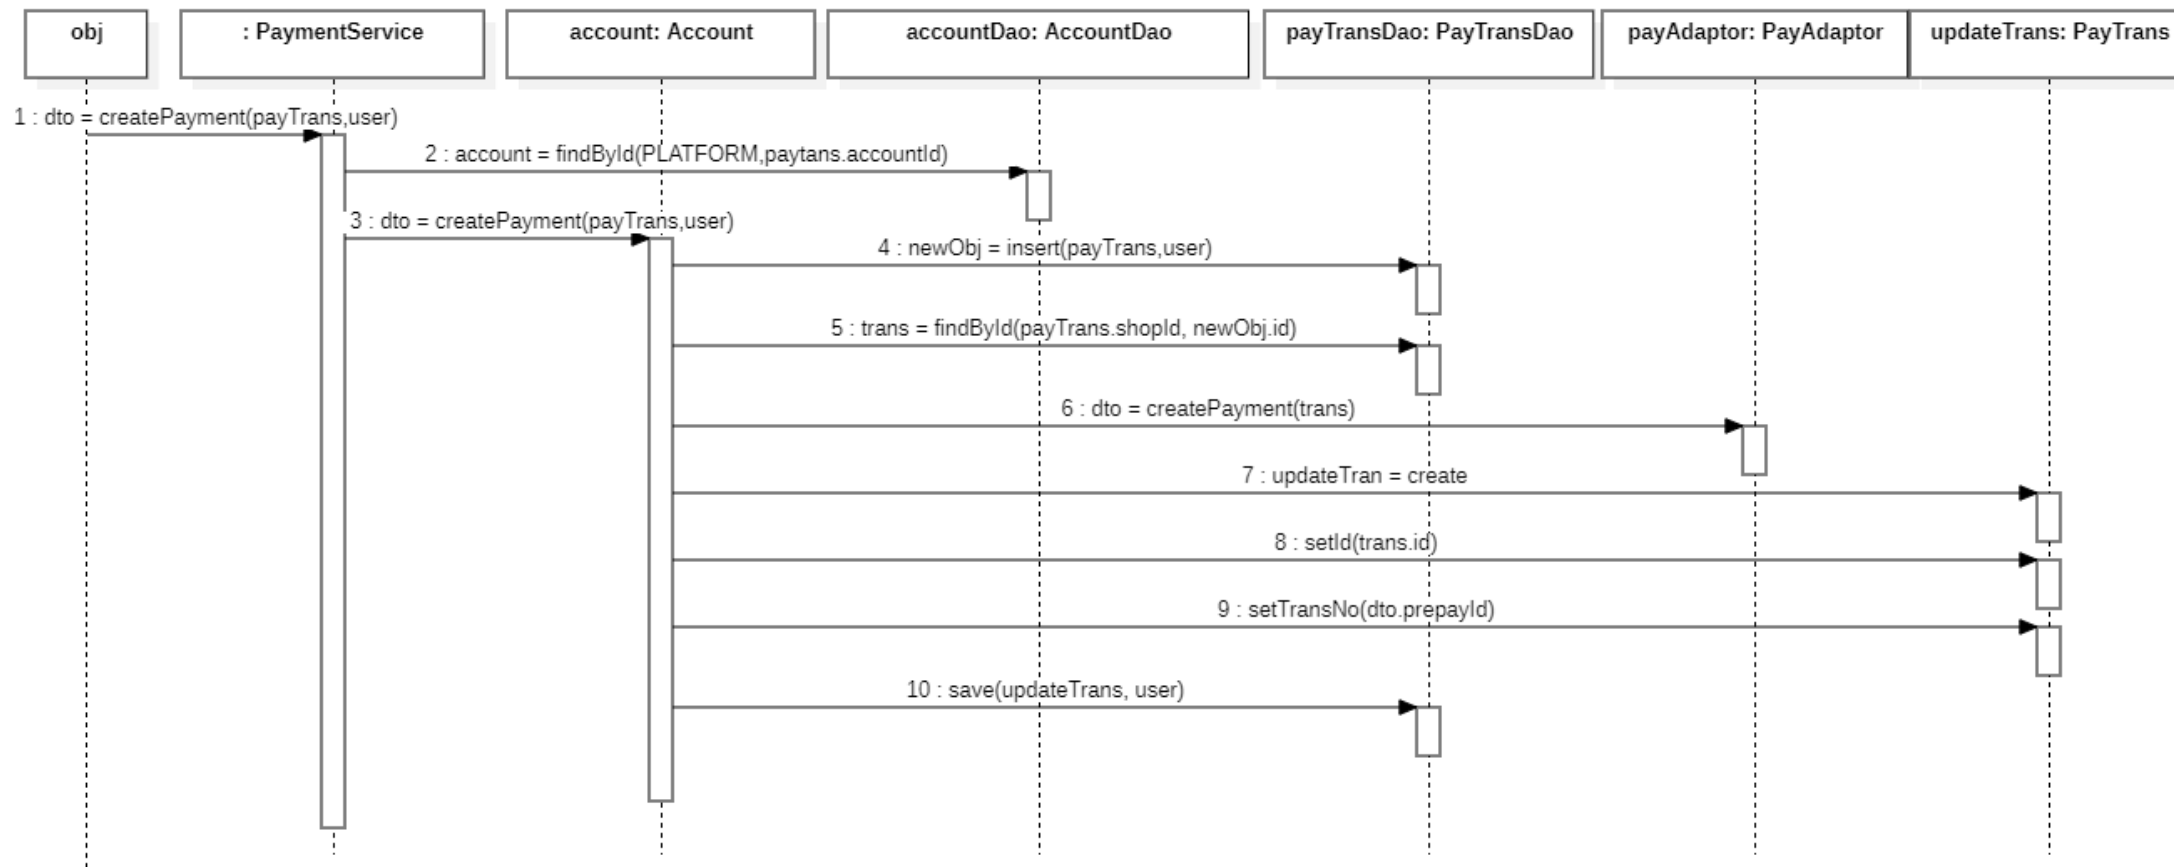 obj
: PaymentService
account: Account
accountDao: AccountDao
payTransDao: PayTransDao
payAdaptor: PayAdaptor
updateTrans: PayTrans
1 : dto = createPayment(payTrans,user)
2 : account = findById(PLATFORM,paytans.accountId)
3 : dto = createPayment(payTrans,user)
4 : newObj = insert(payTrans,user)
5 : trans = findById(payTrans.shopId, newObj.id)
6 : dto = createPayment(trans)
7 : updateTran = create
8 : setId(trans.id)
9 : setTransNo(dto.prepayId)
10 : save(updateTrans, user)